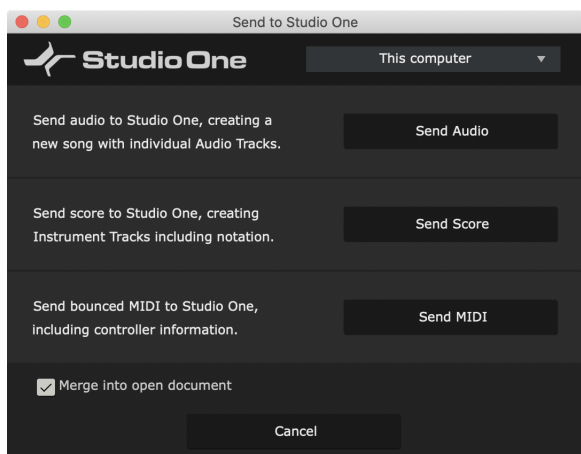 Send to Studio One
Studio One
This computer
Send audio to Studio One, creating a
new song with individual Audio Tracks.
Send Audio
Send score to Studio One, creating
Instrument Tracks including notation.
Send Score
Send bounced MIDI to Studio One,
including controller information.
Send MIDI
Merge into open document
Cancel